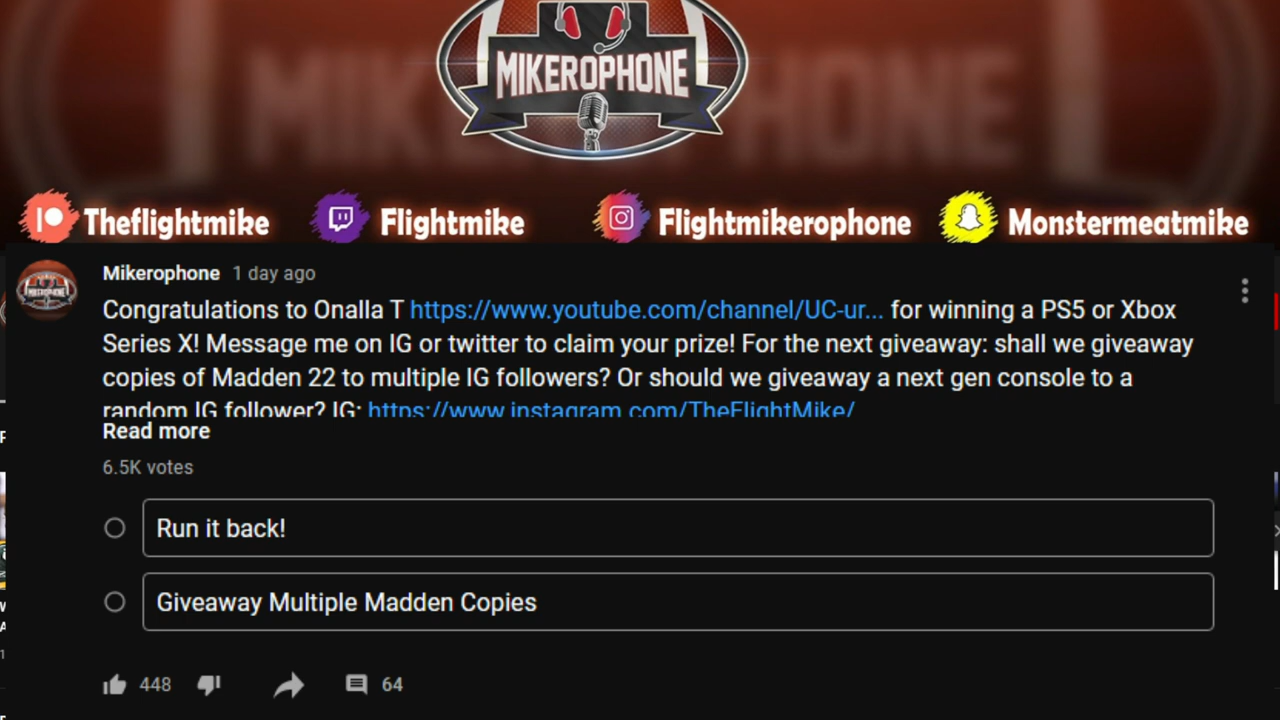 MIKEROPHONE
Theflightmike
Flightmike
Flightmikerophone
Monstermeatmike
Mikerophone 1 day ago
Congratulations to Onalla T https://www.youtube.com/channel/UC-ur... for winning a PS5 or Xbox
Series X! Message me on IG or twitter to claim your prize! For the next giveaway: shall we giveaway
copies of Madden 22 to multiple IG followers? Or should we giveaway a next gen console to a
random IG follower? IG: https://www.instagram.com/TheFlightMike/
Read more
6.5K votes
Run it back!
Giveaway Multiple Madden Copies
448
64